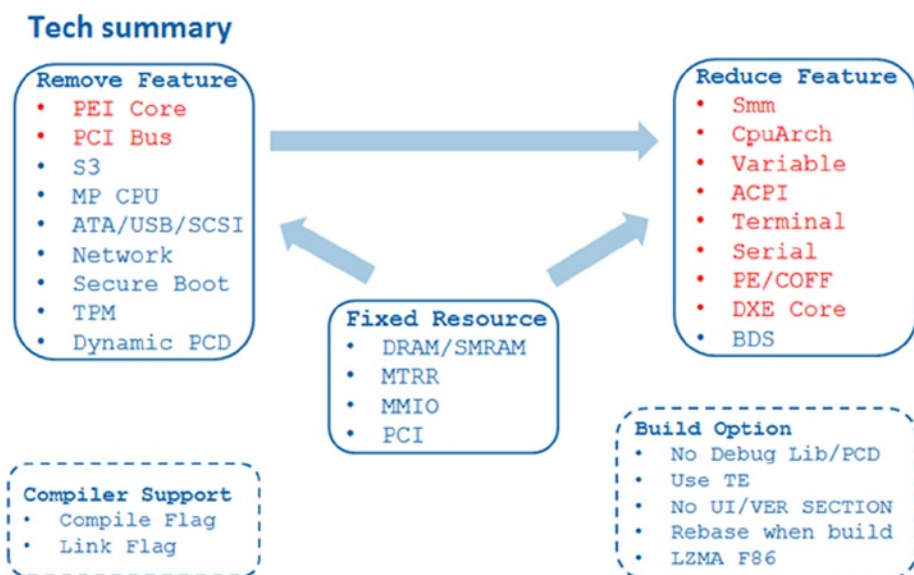 Tech summary
Remove Feature
• PEI Core
• PCI Bus
• S3
• MP CPU
• ATA/USB/SCSI
• Network
• Secure Boot
• TPM
• Dynamic PCD
Reduce Feature
• Smm
• CpuArch
• Variable
• ACPI
• Terminal
• Serial
• PE/COFF
• DXE Core
• BDS
Fixed Resource
• DRAM/SMRAM
• MTRR
• MMIO
• PCI
Compiler Support
• Compile Flag
• Link Flag
Build Option
• No Debug Lib/PCD
• Use TE
• No UI/VER SECTION
• Rebase when build
• LZMA F86